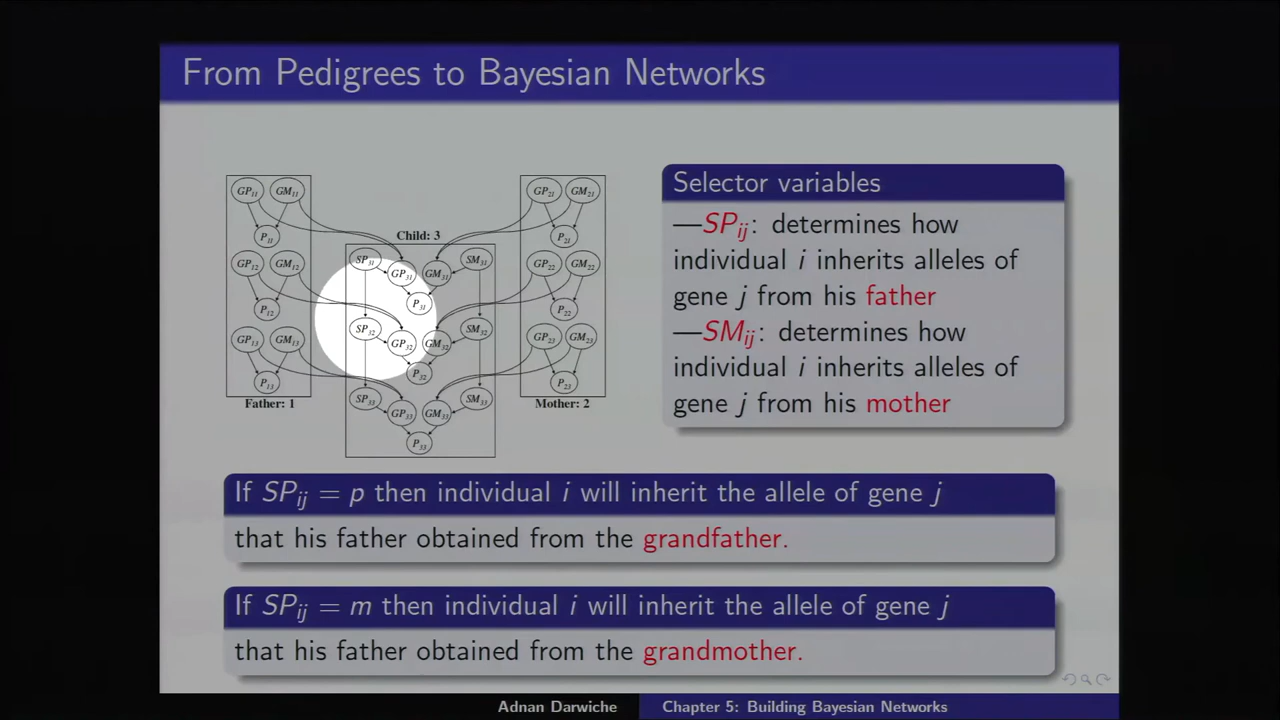 From Pedigrees to Bayesian Networks
GP11 GM11
P11
GP12 GM12
P12
GP13 GM13
P13
Father: 1
Child: 3
SP31 GP31 GM31 SM31
P31
SP32 GP32 GM32 SM32
P32
SP33 GP33 GM33 SM33
P33
GP21 GM21
P21
GP22 GM22
P22
GP23 GM23
P23
Mother: 2
Selector variables
—SPij: determines how
individual i inherits alleles of
gene j from his father
—SMij: determines how
individual i inherits alleles of
gene j from his mother
If SPij = p then individual i will inherit the allele of gene j
that his father obtained from the grandfather.
If SPij = m then individual i will inherit the allele of gene j
that his father obtained from the grandmother.
Adnan Darwiche
Chapter 5: Building Bayesian Networks